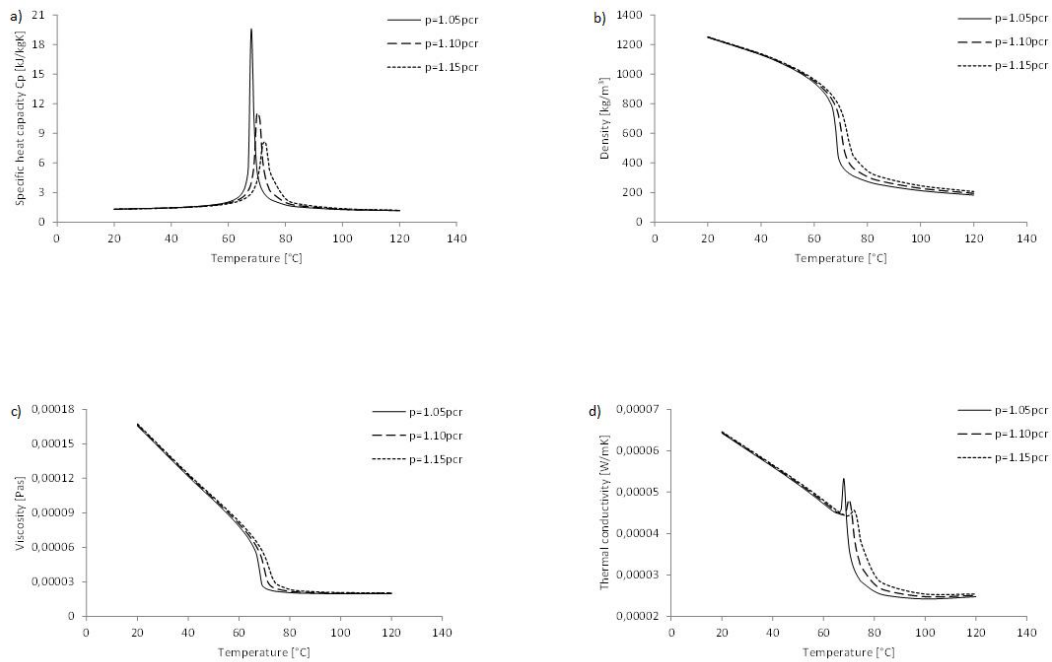 a)
Specific heat capacity Cp [kJ/kgK]
21
18
15
12
9
6
3
0
0 20 40 60 80 100 120 140
Temperature [°C]
p=1.05pcr
p=1.10pcr
p=1.15pcr
b)
Density [kg/m³]
1400
1200
1000
800
600
400
200
0
0 20 40 60 80 100 120 140
Temperature [°C]
p=1.05pcr
p=1.10pcr
p=1.15pcr
c)
Viscosity [Pas]
0,00018
0,00015
0,00012
0,00009
0,00006
0,00003
0
0 20 40 60 80 100 120 140
Temperature [°C]
p=1.05pcr
p=1.10pcr
p=1.15pcr
d)
Thermal conductivity [W/mK]
0,00007
0,00006
0,00005
0,00004
0,00003
0,00002
0 20 40 60 80 100 120 140
Temperature [°C]
p=1.05pcr
p=1.10pcr
p=1.15pcr